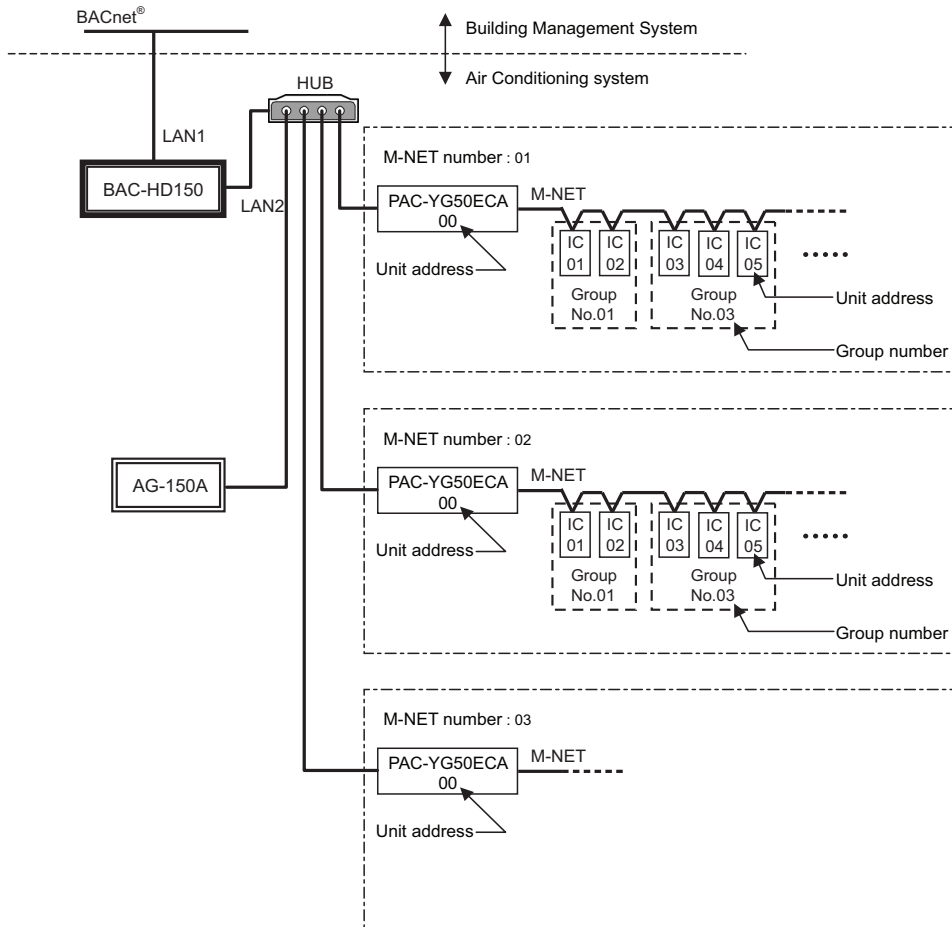 BACnet®
Building Management System
Air Conditioning system
HUB
LAN1
BAC-HD150
LAN2
M-NET number : 01
PAC-YG50ECA
00
M-NET
Unit address
IC
01
IC
02
IC
03
IC
04
IC
05
Group
No.01
Group
No.03
Unit address
Group number
M-NET number : 02
AG-150A
PAC-YG50ECA
00
M-NET
Unit address
IC
01
IC
02
IC
03
IC
04
IC
05
Group
No.01
Group
No.03
Unit address
Group number
M-NET number : 03
PAC-YG50ECA
00
M-NET
Unit address